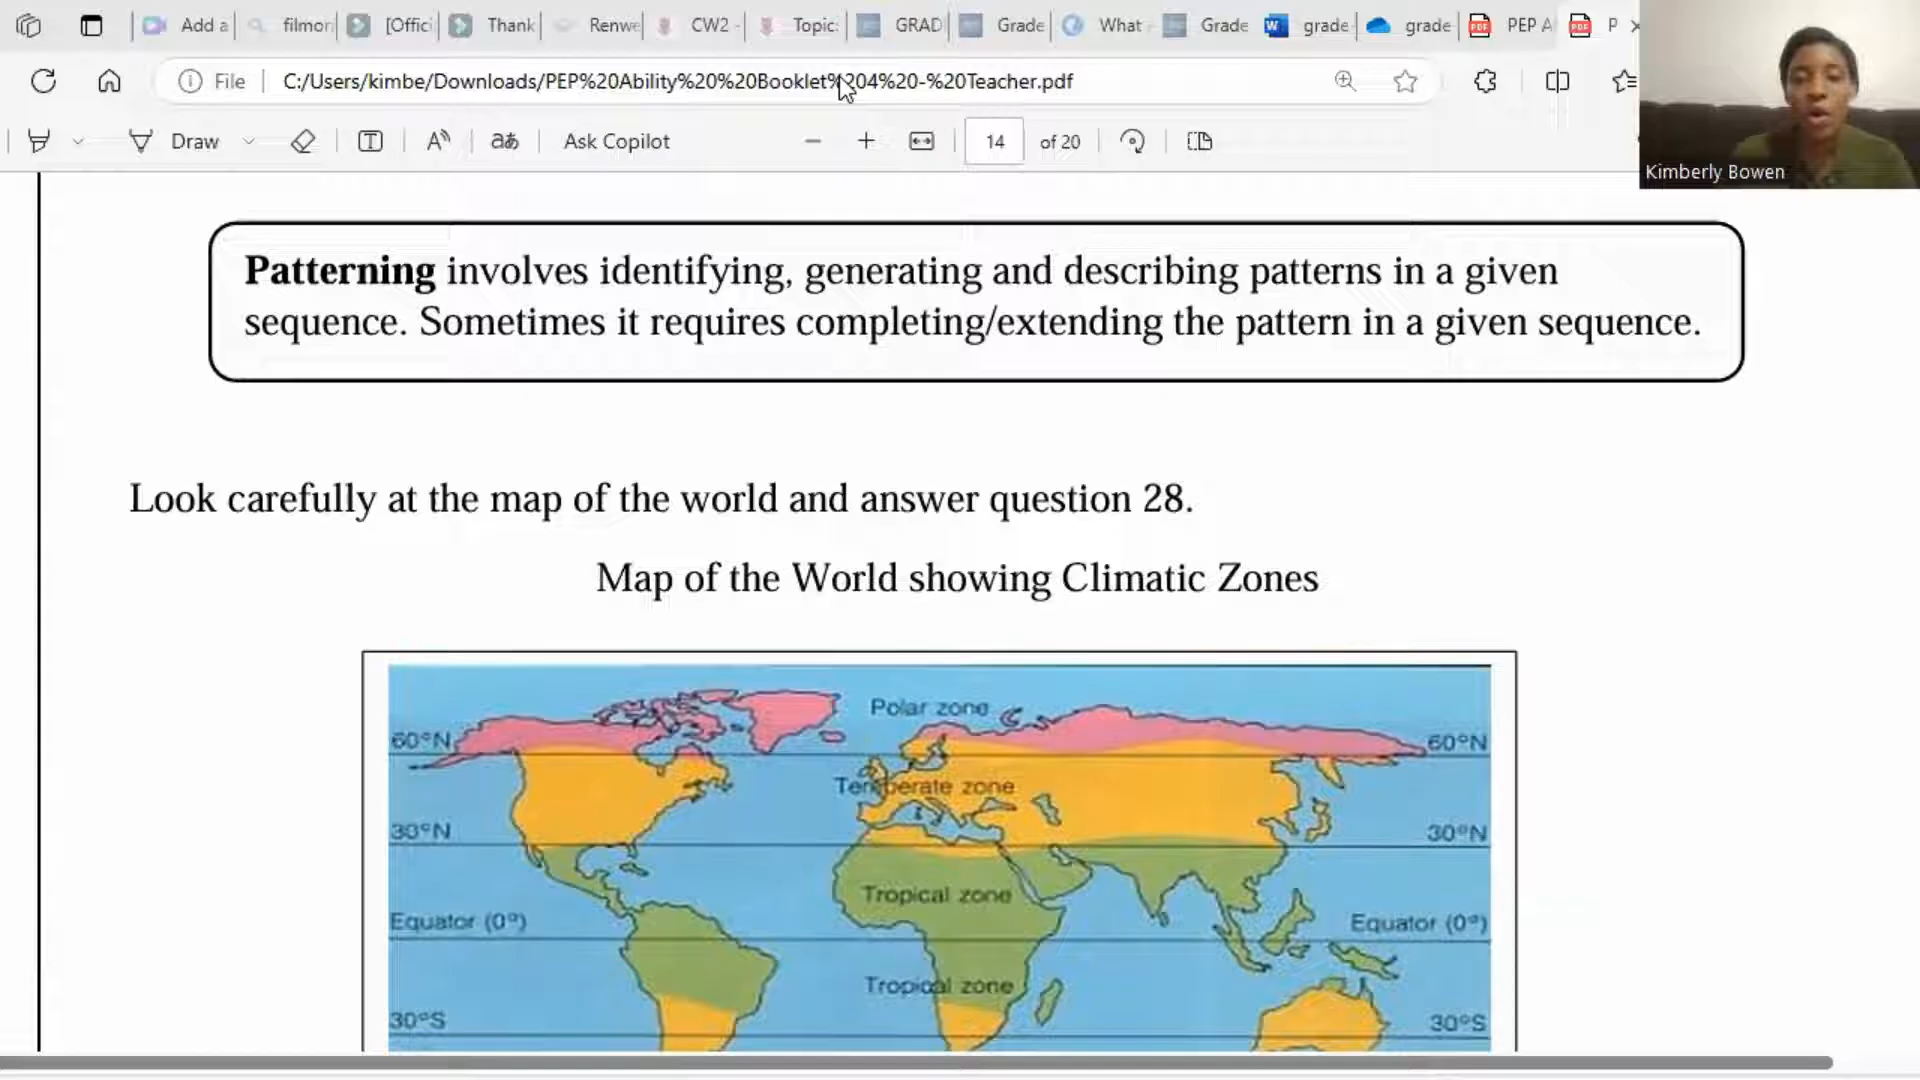 Add a
filmor
[Offici
Thank
Renwe
CW2 -
Topic:
GRAD
Grade
What
Grade
grade
grade
PEP A
P
File
C:/Users/kimbe/Downloads/PEP%20Ability%20%20Booklet%204%20-%20Teacher.pdf
Draw
Ask Copilot
14
of 20
Kimberly Bowen
Patterning involves identifying, generating and describing patterns in a given
sequence. Sometimes it requires completing/extending the pattern in a given sequence.
Look carefully at the map of the world and answer question 28.
Map of the World showing Climatic Zones
Polar zone
60°N
60°N
Temperate zone
30°N
30°N
Tropical zone
Equator (0°)
Equator (0°)
Tropical zone
30°S
30°S